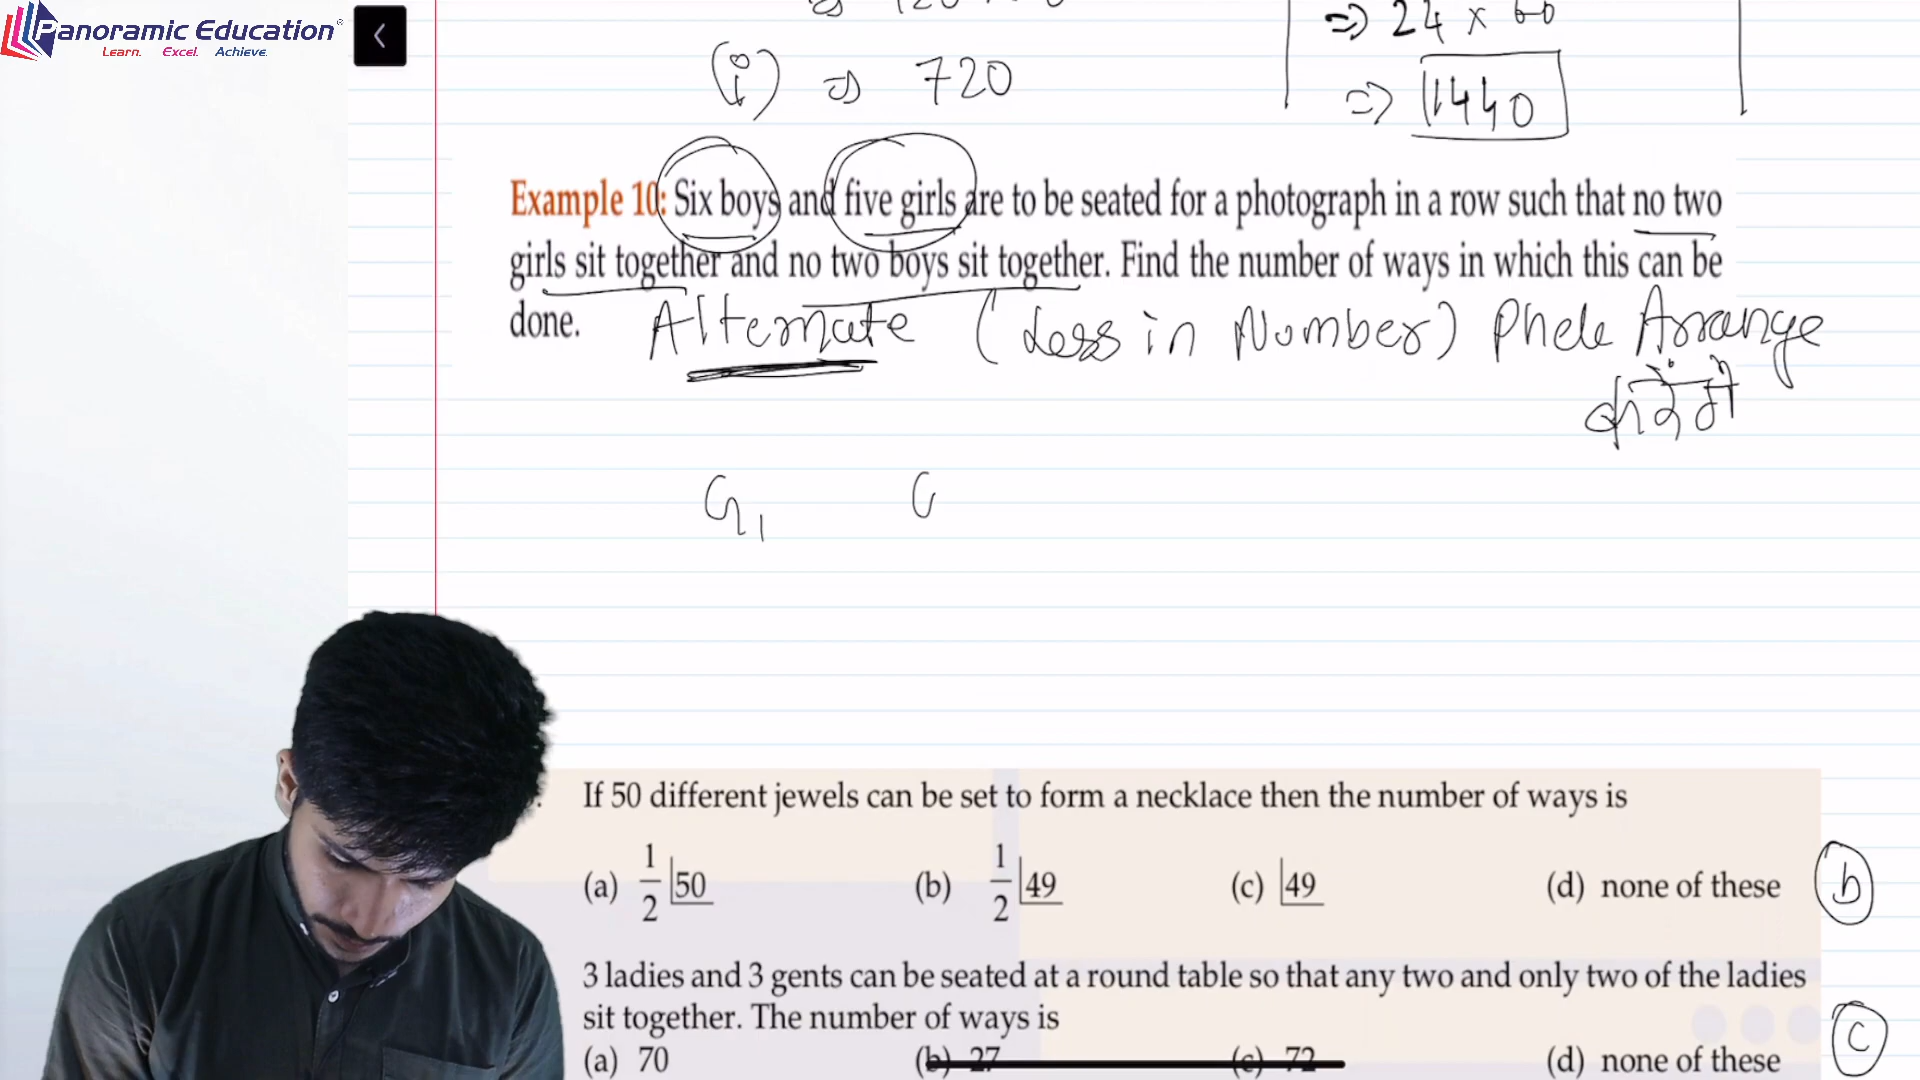 Panoramic Education®
Learn. Excel. Achieve.
⇒ 24 × 60
(i) ⇒ 720
⇒ 1440
Example 10: Six boys and five girls are to be seated for a photograph in a row such that no two
girls sit together and no two boys sit together. Find the number of ways in which this can be
done.
Alternate (Less in Number) Phele Arrange
G1 G
If 50 different jewels can be set to form a necklace then the number of ways is
(a) 1/2 |50 (b) 1/2 |49 (c) |49 (d) none of these
b
3 ladies and 3 gents can be seated at a round table so that any two and only two of the ladies
sit together. The number of ways is
c
(a) 70 (b) 27 (c) 72 (d) none of these